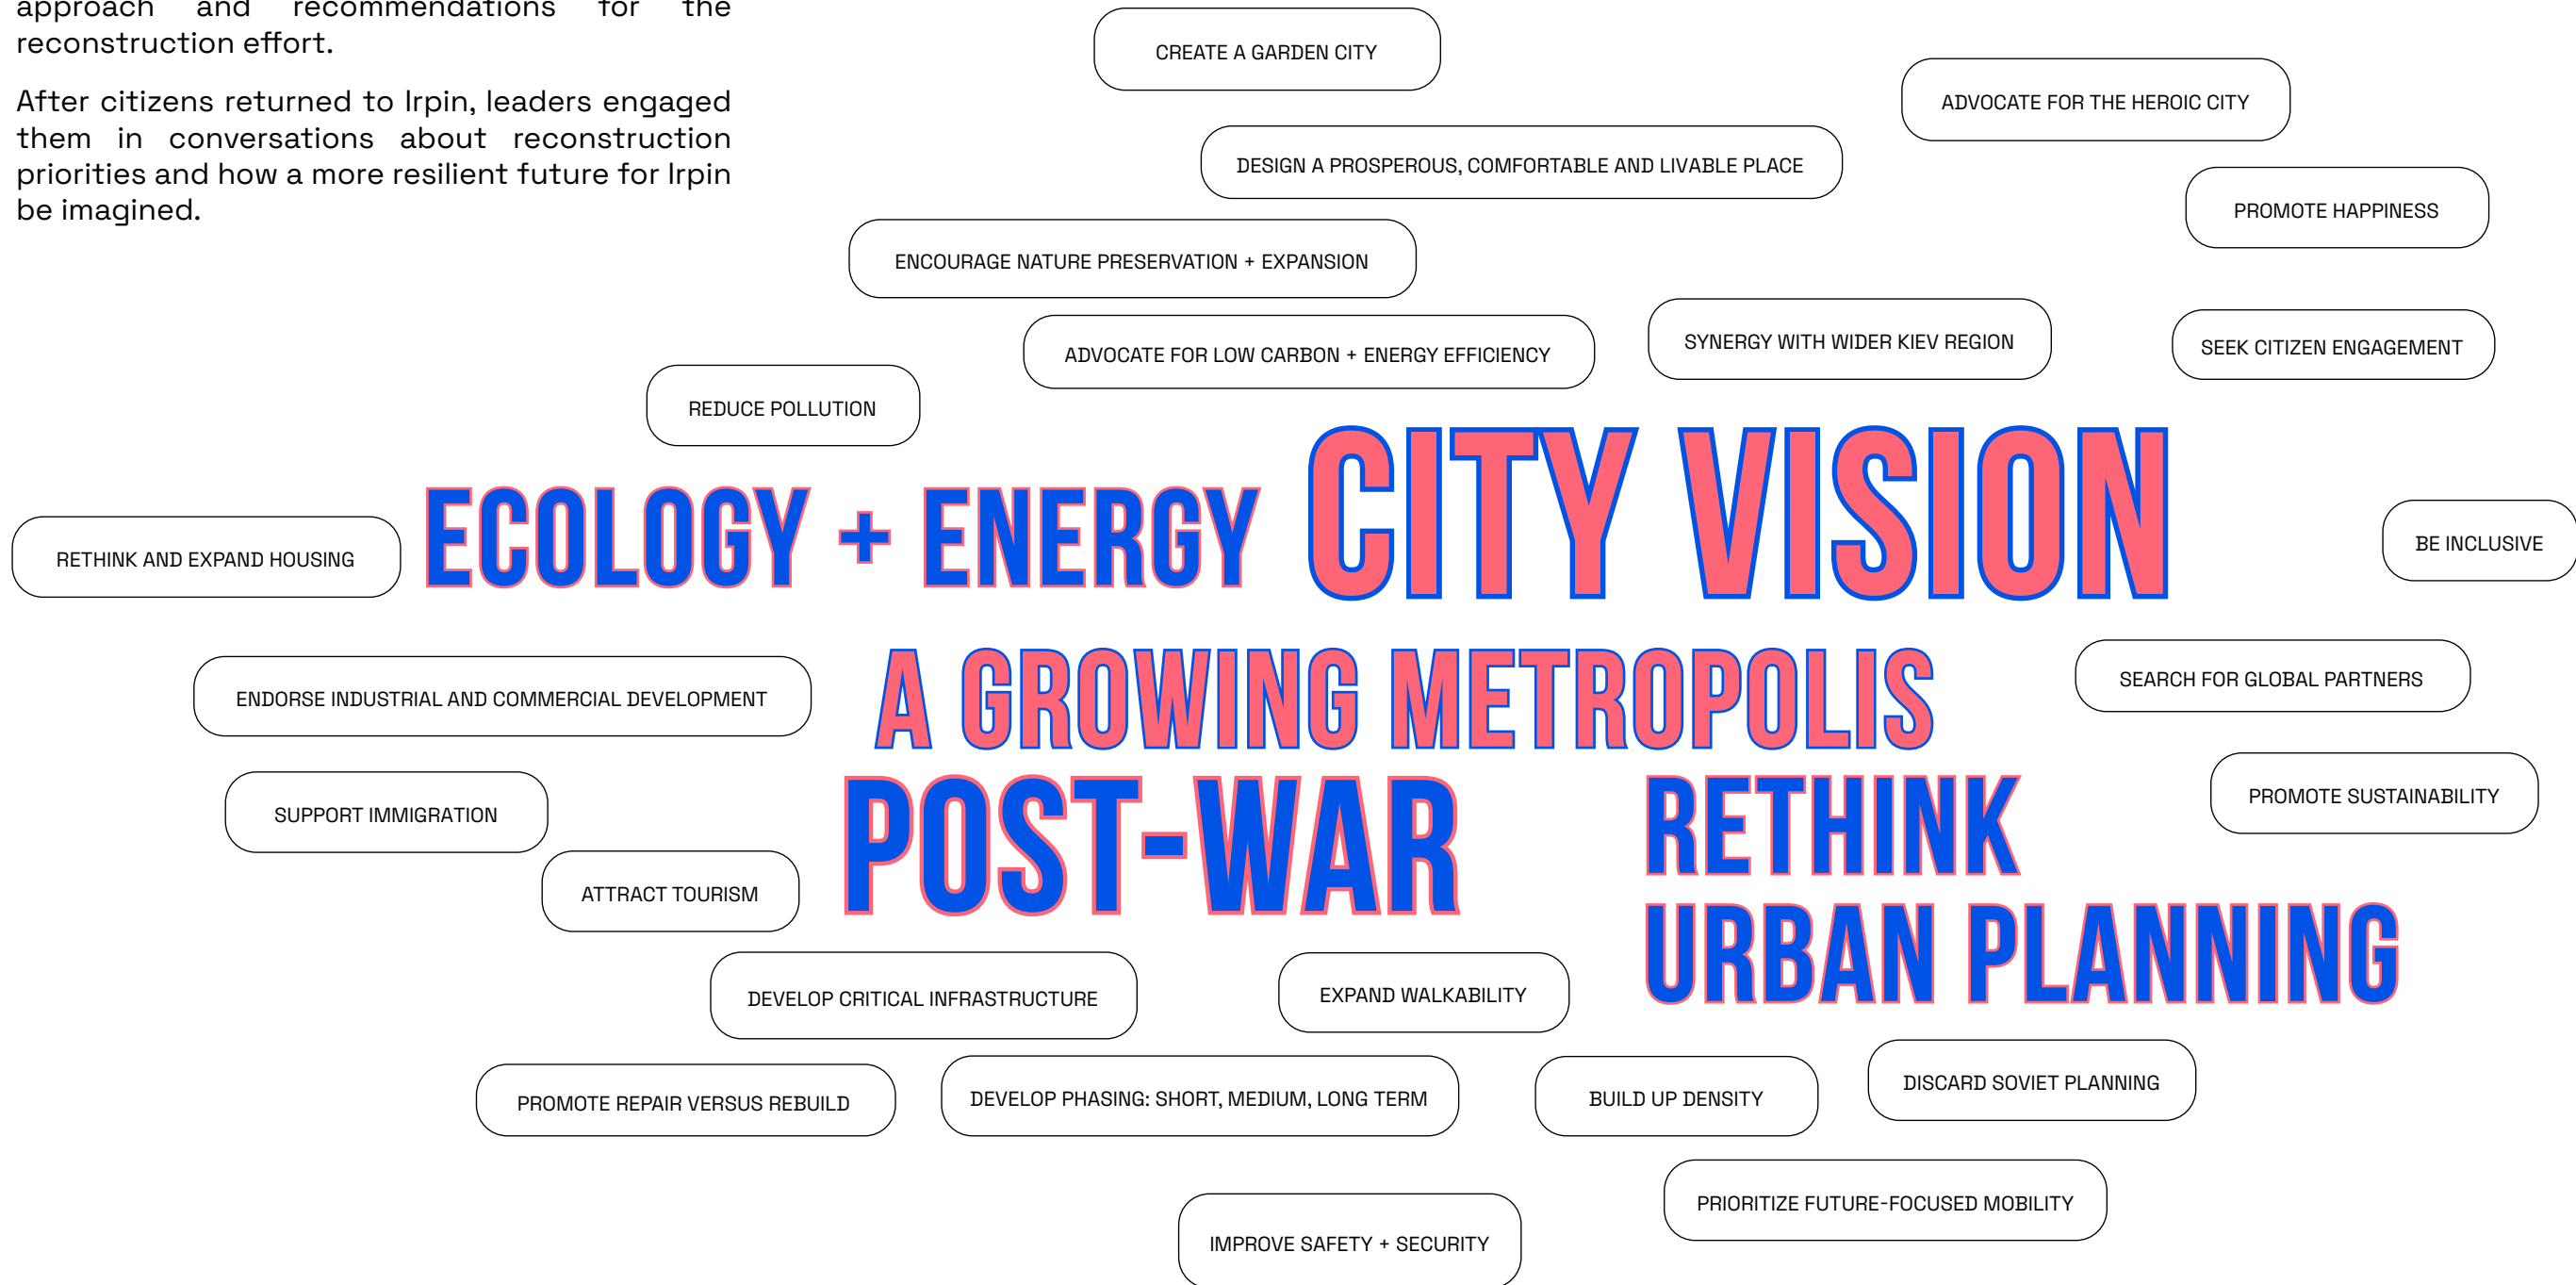 approach and recommendations for the
reconstruction effort.
After citizens returned to Irpin, leaders engaged
them in conversations about reconstruction
priorities and how a more resilient future for Irpin
be imagined.
CREATE A GARDEN CITY
ADVOCATE FOR THE HEROIC CITY
DESIGN A PROSPEROUS, COMFORTABLE AND LIVABLE PLACE
PROMOTE HAPPINESS
ENCOURAGE NATURE PRESERVATION + EXPANSION
SYNERGY WITH WIDER KIEV REGION
SEEK CITIZEN ENGAGEMENT
ADVOCATE FOR LOW CARBON + ENERGY EFFICIENCY
REDUCE POLLUTION
CITY VISION
ECOLOGY + ENERGY
BE INCLUSIVE
RETHINK AND EXPAND HOUSING
SEARCH FOR GLOBAL PARTNERS
ENDORSE INDUSTRIAL AND COMMERCIAL DEVELOPMENT
A GROWING METROPOLIS
PROMOTE SUSTAINABILITY
SUPPORT IMMIGRATION
POST-WAR
RETHINK
URBAN PLANNING
ATTRACT TOURISM
DEVELOP CRITICAL INFRASTRUCTURE
EXPAND WALKABILITY
DISCARD SOVIET PLANNING
PROMOTE REPAIR VERSUS REBUILD
DEVELOP PHASING: SHORT, MEDIUM, LONG TERM
BUILD UP DENSITY
PRIORITIZE FUTURE-FOCUSED MOBILITY
IMPROVE SAFETY + SECURITY